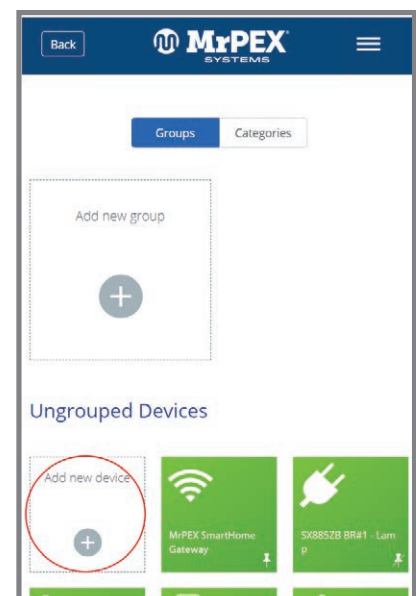 Back
MrPEX
SYSTEMS
Groups Categories
Add new group
Ungrouped Devices
Add new device
MrPEX SmartHome
Gateway
SX885ZB BR#1 - Lam
p